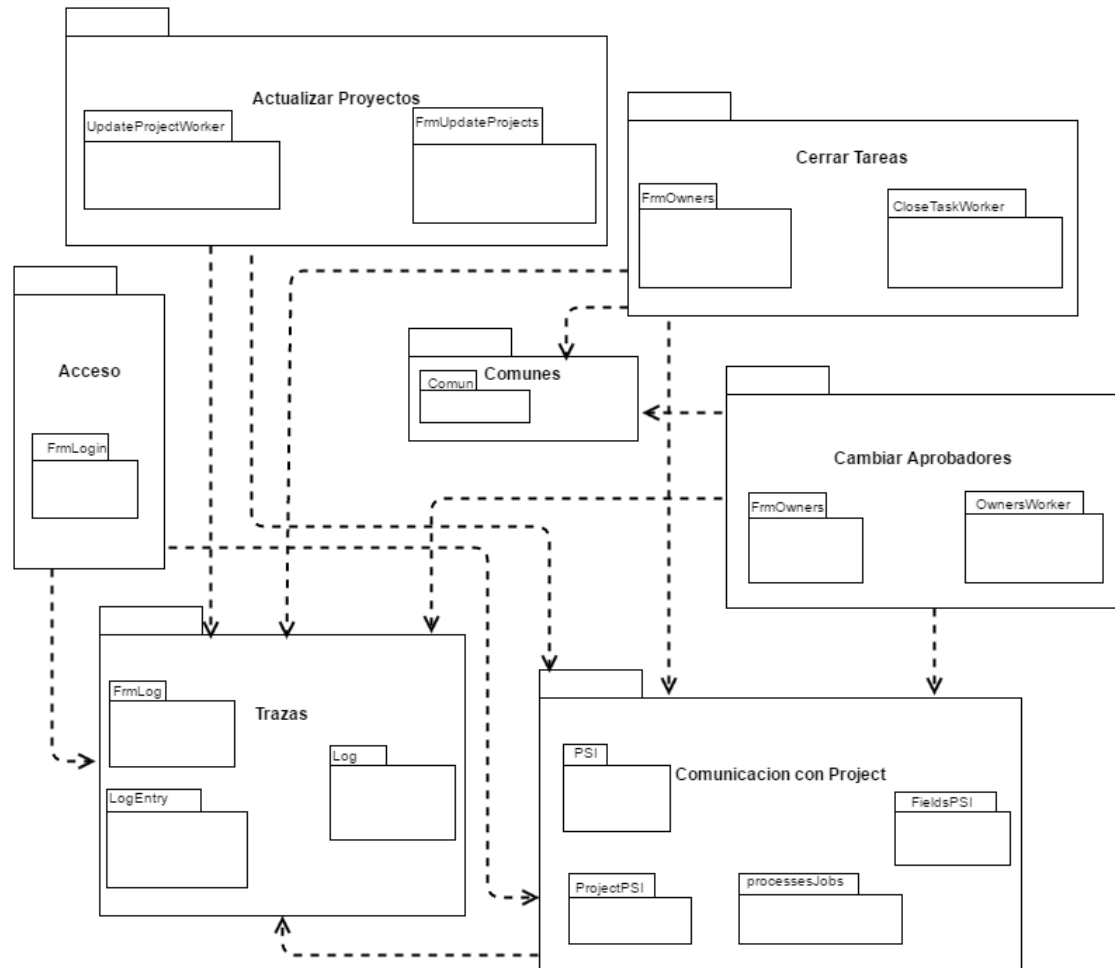 Actualizar Proyectos
UpdateProjectWorker
FrmUpdateProjects
Cerrar Tareas
FrmOwners
CloseTaskWorker
Acceso
FrmLogin
Comunes
Comun
Cambiar Aprobadores
FrmOwners
OwnersWorker
Trazas
FrmLog
Log
LogEntry
Comunicacion con Project
PSI
FieldsPSI
ProjectPSI
processesJobs